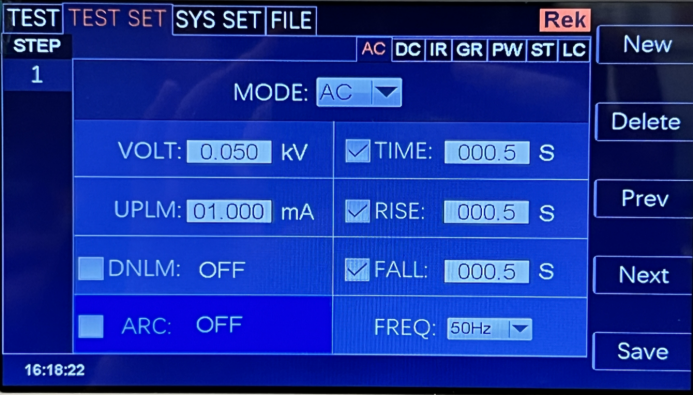 TEST TEST SET SYS SET FILE Rek
STEP AC DC IR GR PW ST LC
1
MODE: AC
VOLT: 0.050 kV TIME: 000.5 S
UPLM: 01.000 mA RISE: 000.5 S
DNLM: OFF FALL: 000.5 S
ARC: OFF FREQ: 50Hz
16:18:22
New
Delete
Prev
Next
Save